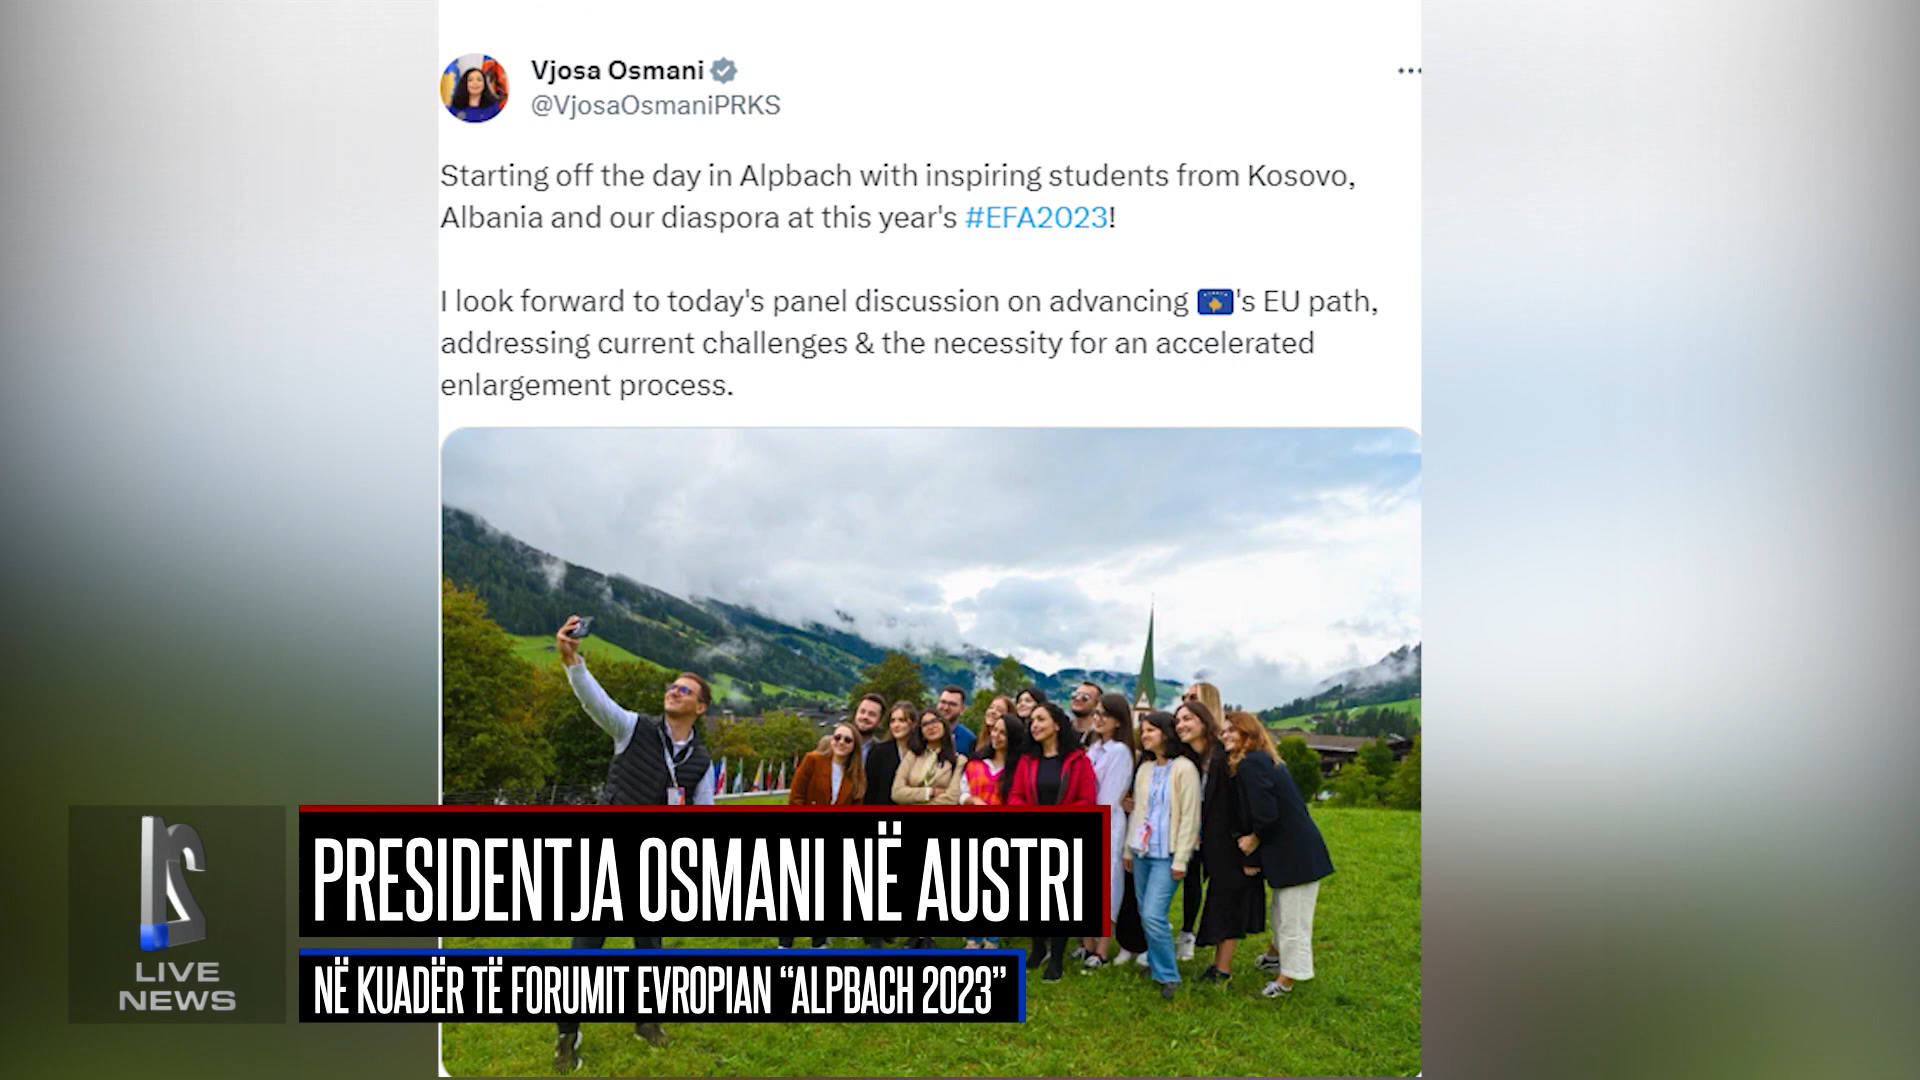 Vjosa Osmani
@VjosaOsmaniPRKS
Starting off the day in Alpbach with inspiring students from Kosovo,
Albania and our diaspora at this year's #EFA2023!
I look forward to today's panel discussion on advancing 🇽🇰's EU path,
addressing current challenges & the necessity for an accelerated
enlargement process.
PRESIDENTJA OSMANI NË AUSTRI
NË KUADËR TË FORUMIT EVROPIAN “ALPBACH 2023”
LIVE
NEWS